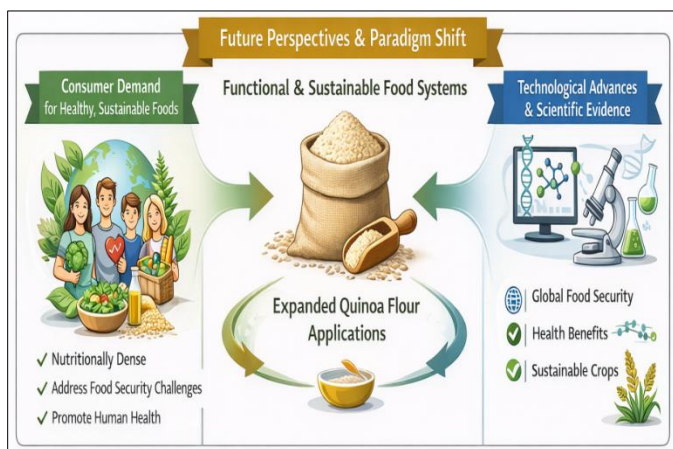 Future Perspectives & Paradigm Shift
Consumer Demand
for Healthy, Sustainable Foods
Functional & Sustainable Food Systems
Technological Advances
& Scientific Evidence
Expanded Quinoa Flour
Applications
✓ Nutritionally Dense
✓ Address Food Security Challenges
✓ Promote Human Health
Global Food Security
Health Benefits
Sustainable Crops